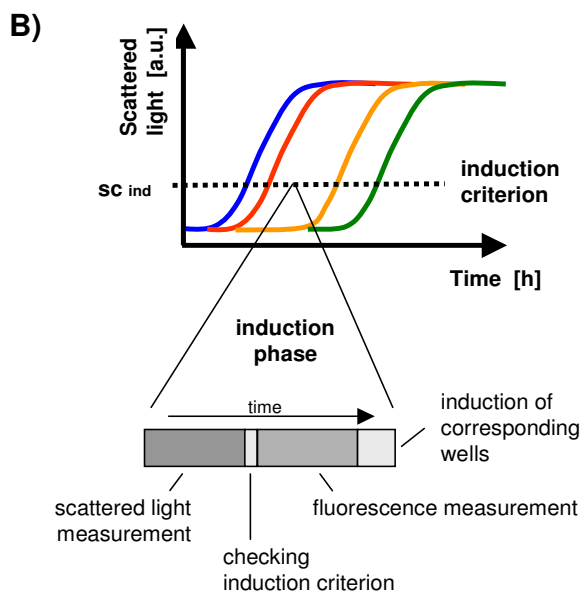 B)
Scattered
light [a.u.]
sc ind
induction
criterion
Time [h]
induction
phase
time
induction of
corresponding
wells
scattered light
measurement
fluorescence measurement
checking
induction criterion